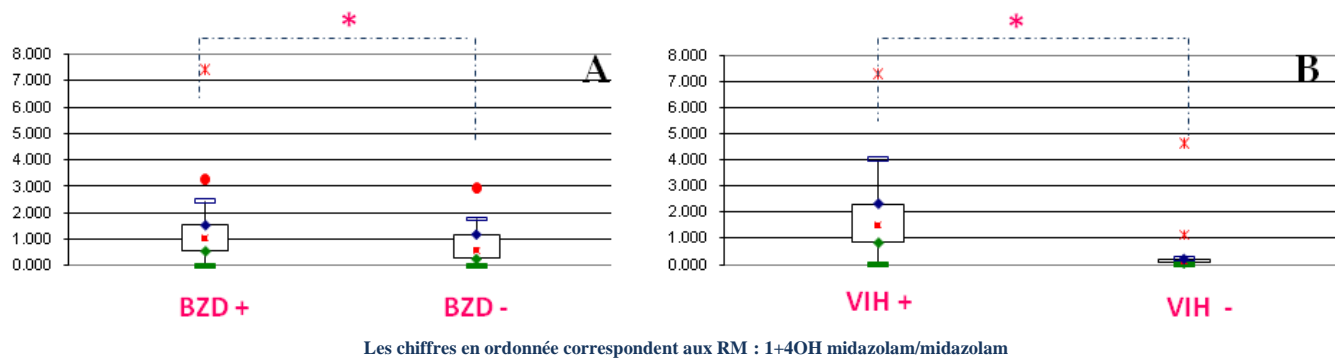 *
*
8.000
7.000
6.000
5.000
4.000
3.000
2.000
1.000
0.000
A
BZD +
BZD -
8.000
7.000
6.000
5.000
4.000
3.000
2.000
1.000
0.000
B
VIH +
VIH -
Les chiffres en ordonnée correspondent aux RM : 1+4OH midazolam/midazolam